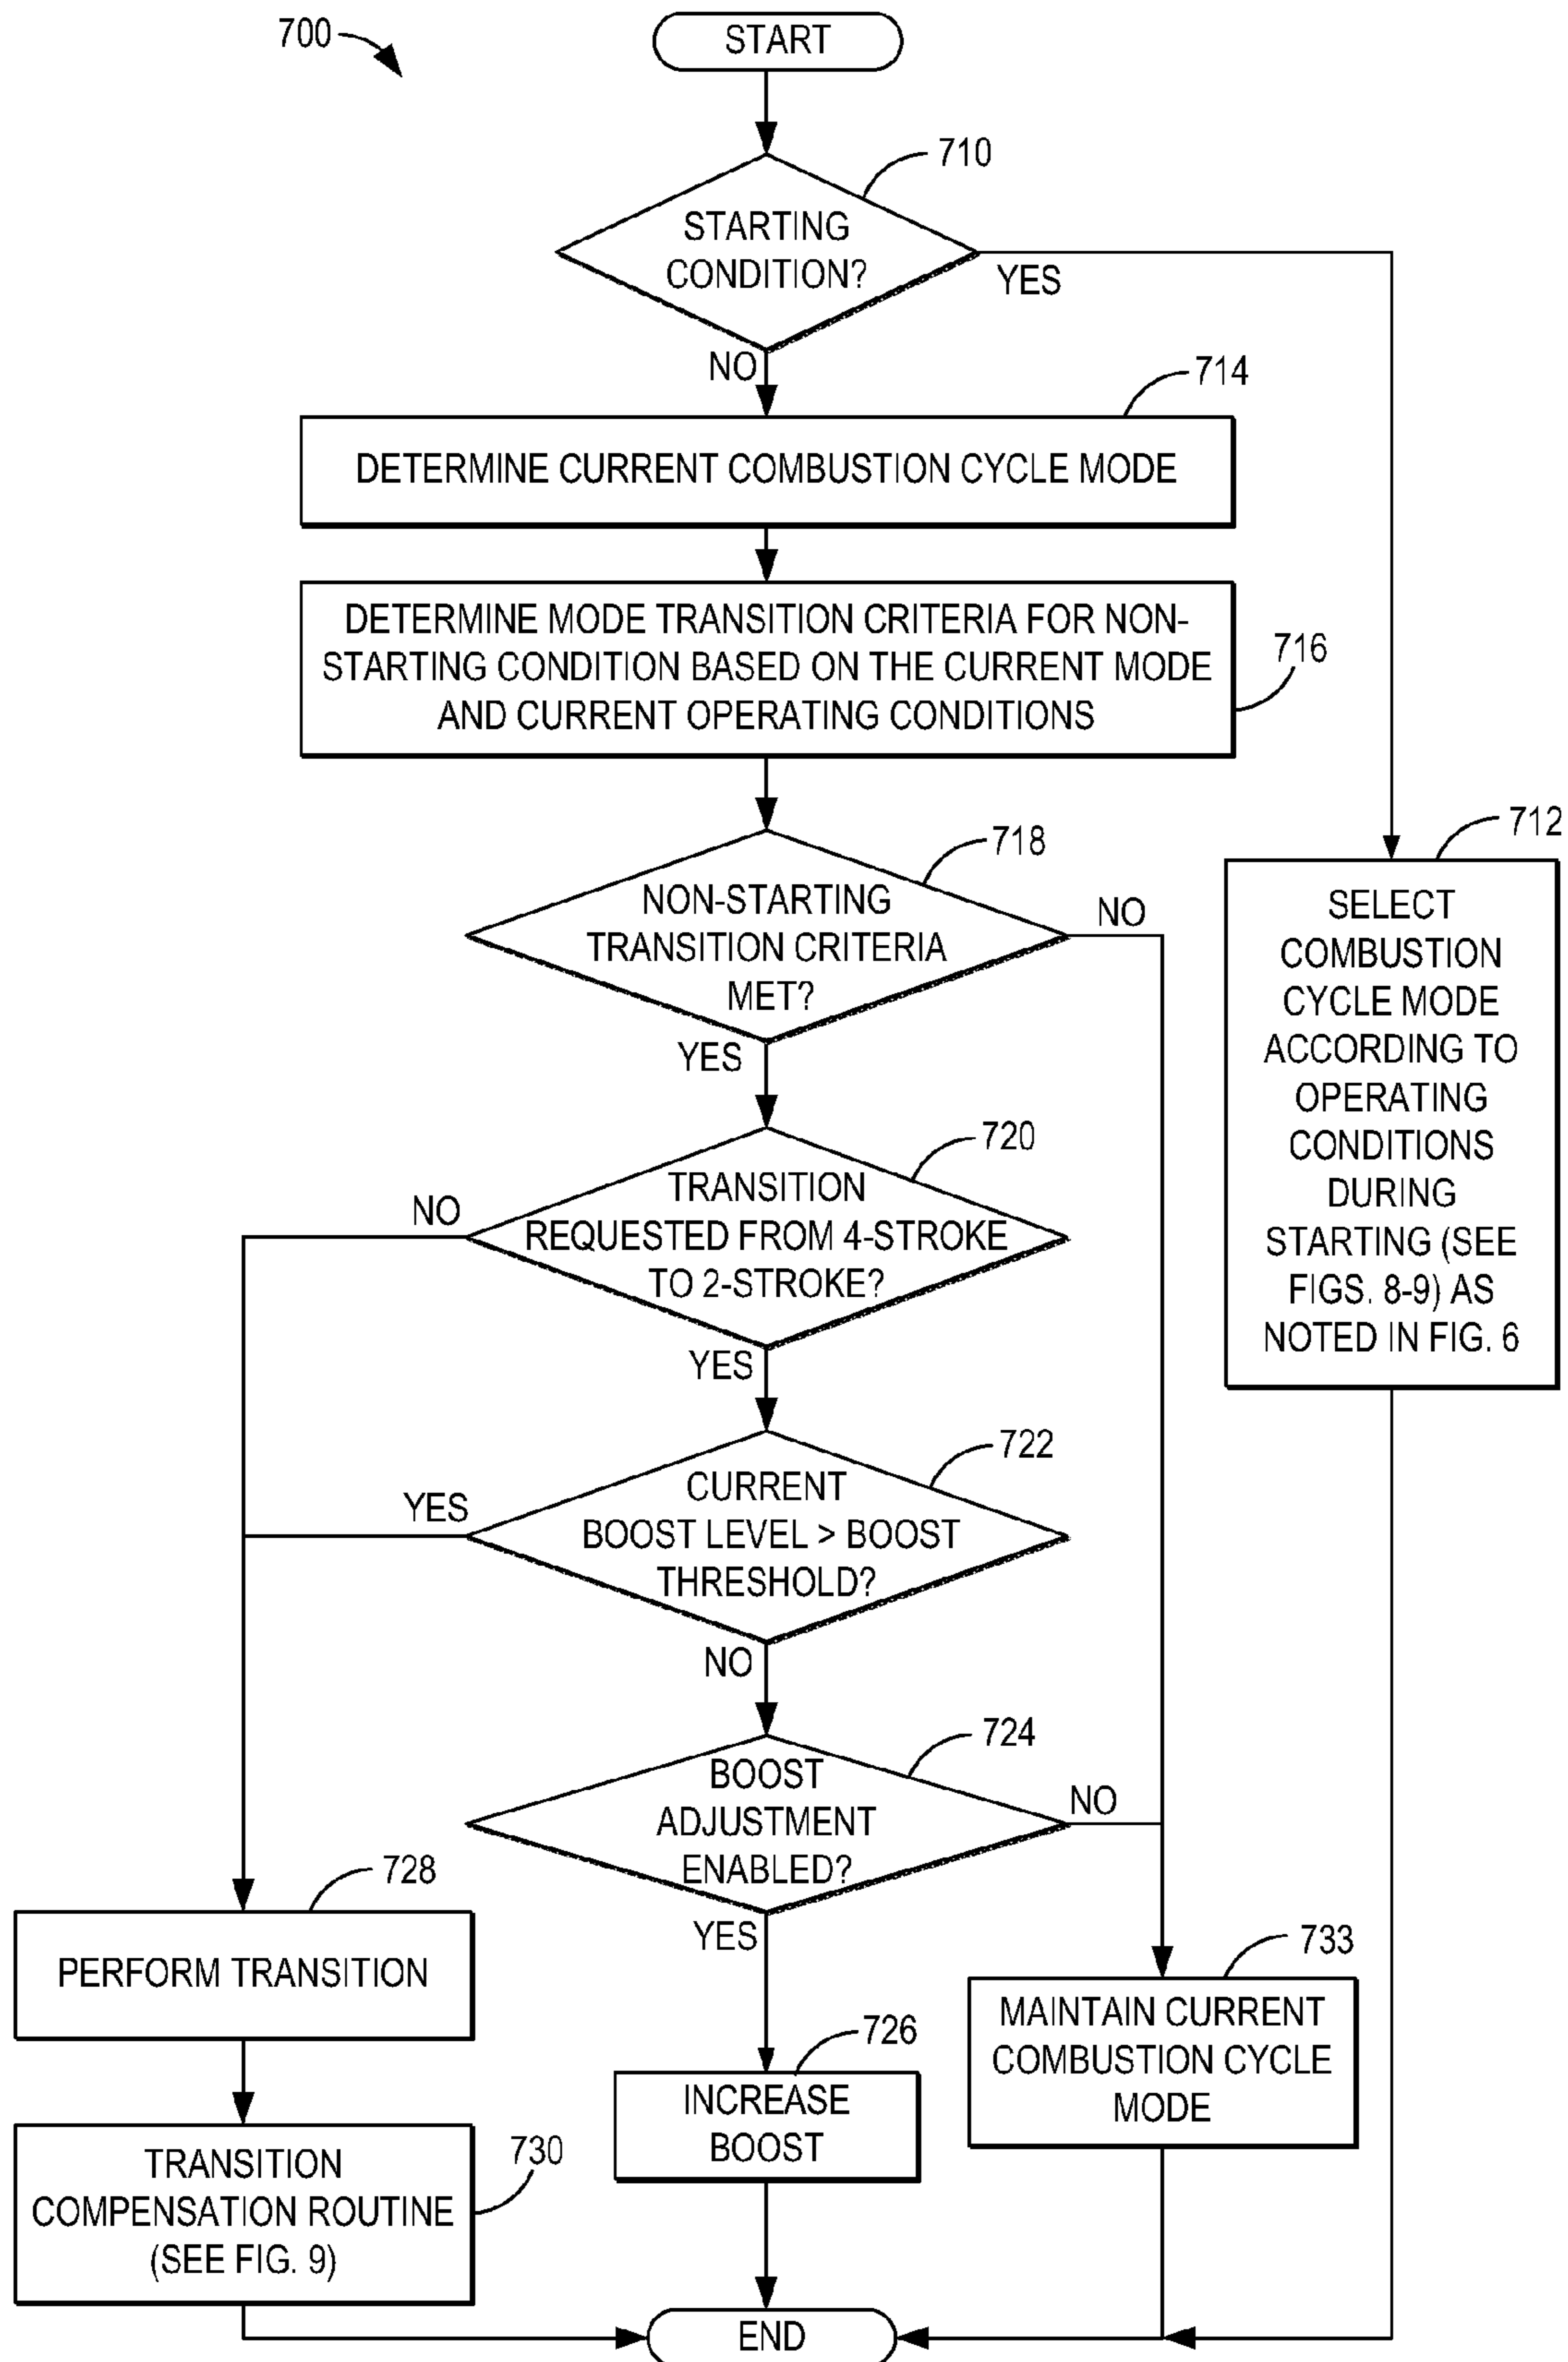 700
START
710
STARTING
CONDITION?
YES
NO
714
DETERMINE CURRENT COMBUSTION CYCLE MODE
DETERMINE MODE TRANSITION CRITERIA FOR NON-
STARTING CONDITION BASED ON THE CURRENT MODE
AND CURRENT OPERATING CONDITIONS
716
718
NON-STARTING
TRANSITION CRITERIA
MET?
NO
YES
712
SELECT
COMBUSTION
CYCLE MODE
ACCORDING TO
OPERATING
CONDITIONS
DURING
STARTING (SEE
FIGS. 8-9) AS
NOTED IN FIG. 6
720
TRANSITION
REQUESTED FROM 4-STROKE
TO 2-STROKE?
NO
YES
722
CURRENT
BOOST LEVEL > BOOST
THRESHOLD?
YES
NO
724
BOOST
ADJUSTMENT
ENABLED?
NO
YES
728
PERFORM TRANSITION
726
INCREASE
BOOST
733
MAINTAIN CURRENT
COMBUSTION CYCLE
MODE
TRANSITION
COMPENSATION ROUTINE
(SEE FIG. 9)
730
END